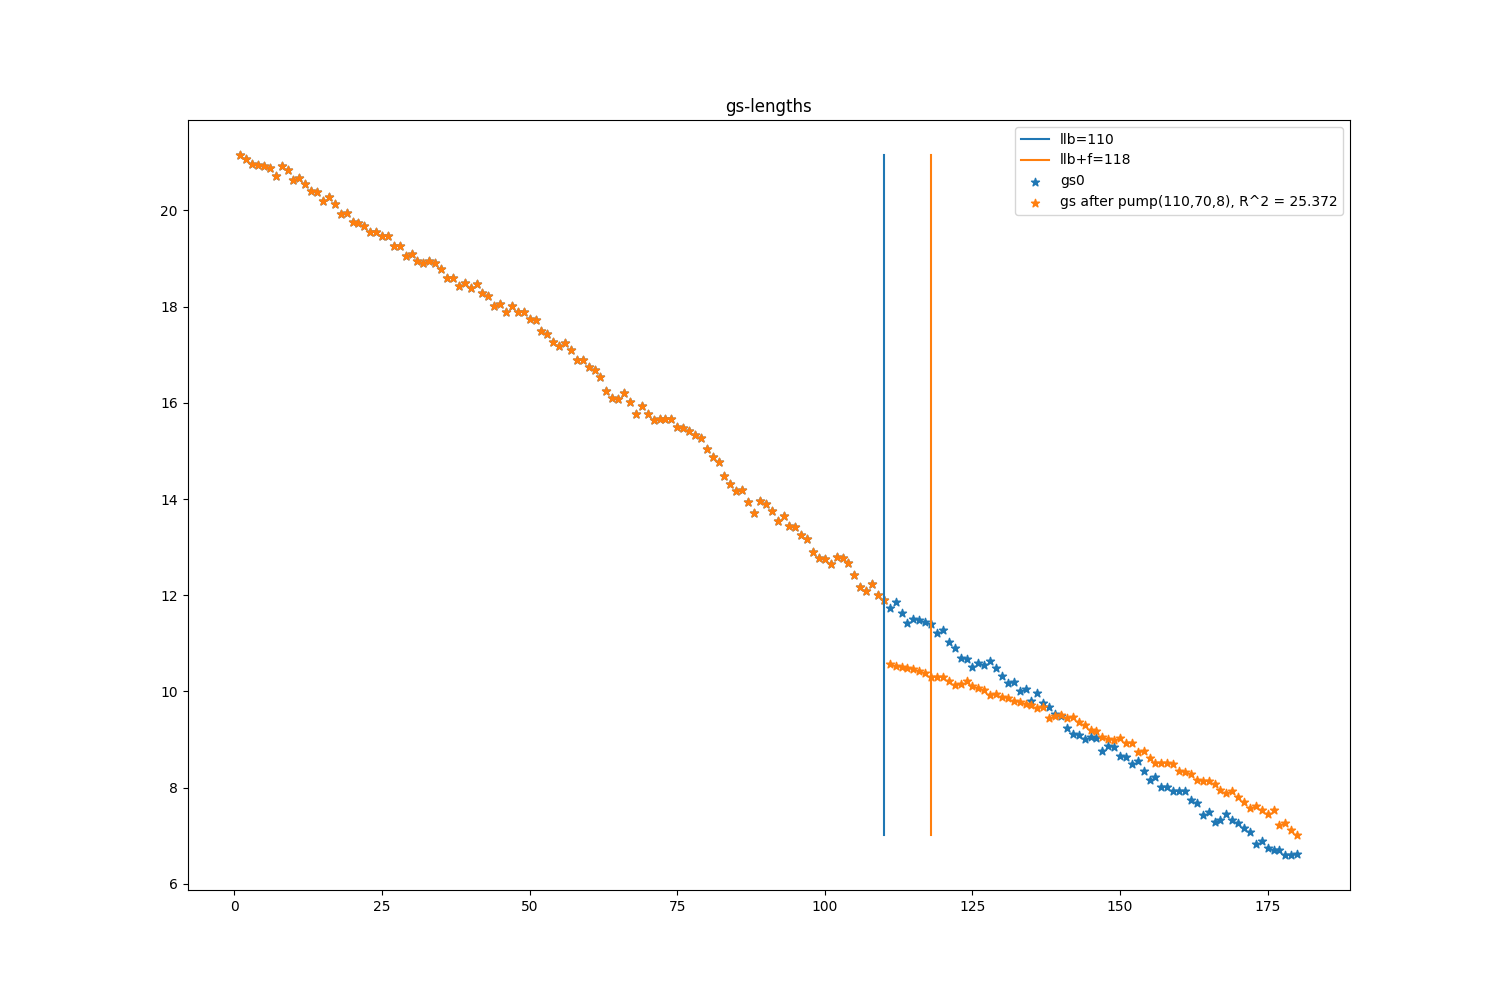 gs-lengths
llb=110
llb+f=118
gs0
gs after pump(110,70,8), R^2 = 25.372
20
18
16
14
12
10
8
6
0 25 50 75 100 125 150 175